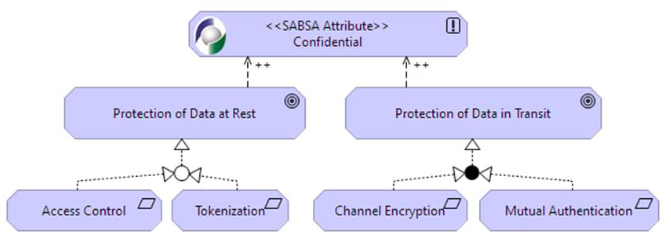 <<SABSA Attribute>>
Confidential
++
++
Protection of Data at Rest
Protection of Data in Transit
Access Control
Tokenization
Channel Encryption
Mutual Authentication